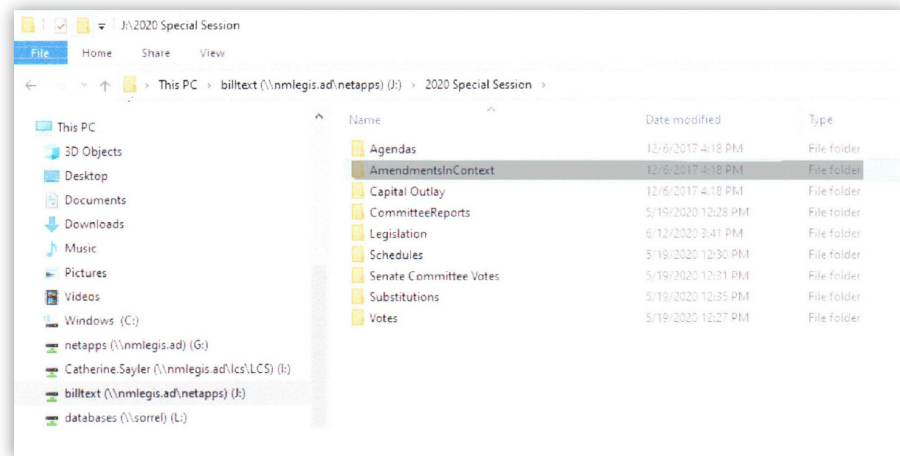 J:\2020 Special Session
File Home Share View
This PC › billtext (\\nmlegis.ad\netapps) (J:) › 2020 Special Session ›
This PC
3D Objects
Desktop
Documents
Downloads
Music
Pictures
Videos
Windows (C:)
netapps (\\nmlegis.ad) (G:)
Catherine.Sayler (\\nmlegis.ad\lcs\LCS) (I:)
billtext (\\nmlegis.ad\netapps) (J:)
databases (\\sorrel) (L:)
Name Date modified Type
Agendas 12/6/2017 4:18 PM File folder
AmendmentsInContext 12/6/2017 4:18 PM File folder
Capital Outlay 12/6/2017 4:18 PM File folder
CommitteeReports 5/19/2020 12:28 PM File folder
Legislation 6/12/2020 3:41 PM File folder
Schedules 5/19/2020 12:30 PM File folder
Senate Committee Votes 5/19/2020 12:31 PM File folder
Substitutions 5/19/2020 12:35 PM File folder
Votes 5/19/2020 12:27 PM File folder